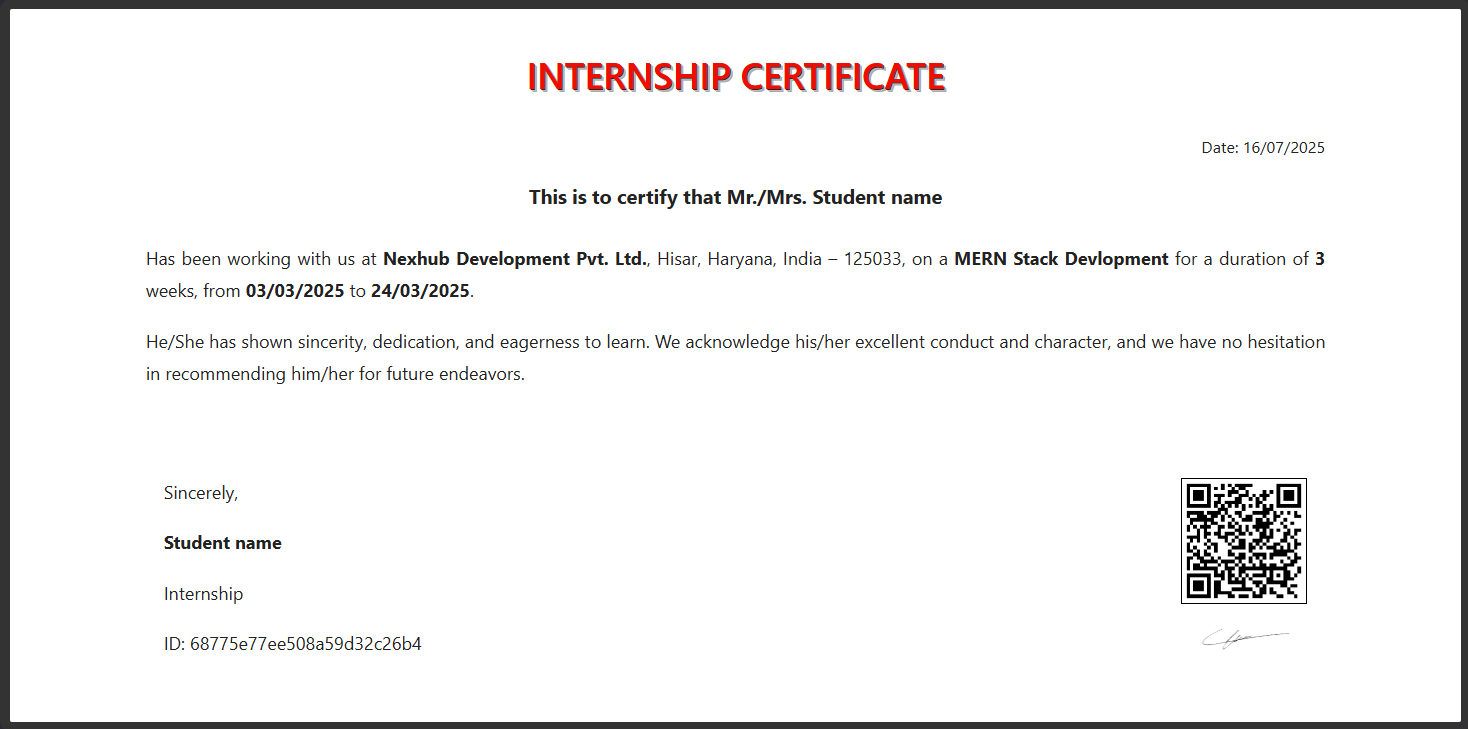 INTERNSHIP CERTIFICATE
Date: 16/07/2025
This is to certify that Mr./Mrs. Student name
Has been working with us at Nexhub Development Pvt. Ltd., Hisar, Haryana, India – 125033, on a MERN Stack Devlopment for a duration of 3
weeks, from 03/03/2025 to 24/03/2025.
He/She has shown sincerity, dedication, and eagerness to learn. We acknowledge his/her excellent conduct and character, and we have no hesitation
in recommending him/her for future endeavors.
Sincerely,
Student name
Internship
ID: 68775e77ee508a59d32c26b4